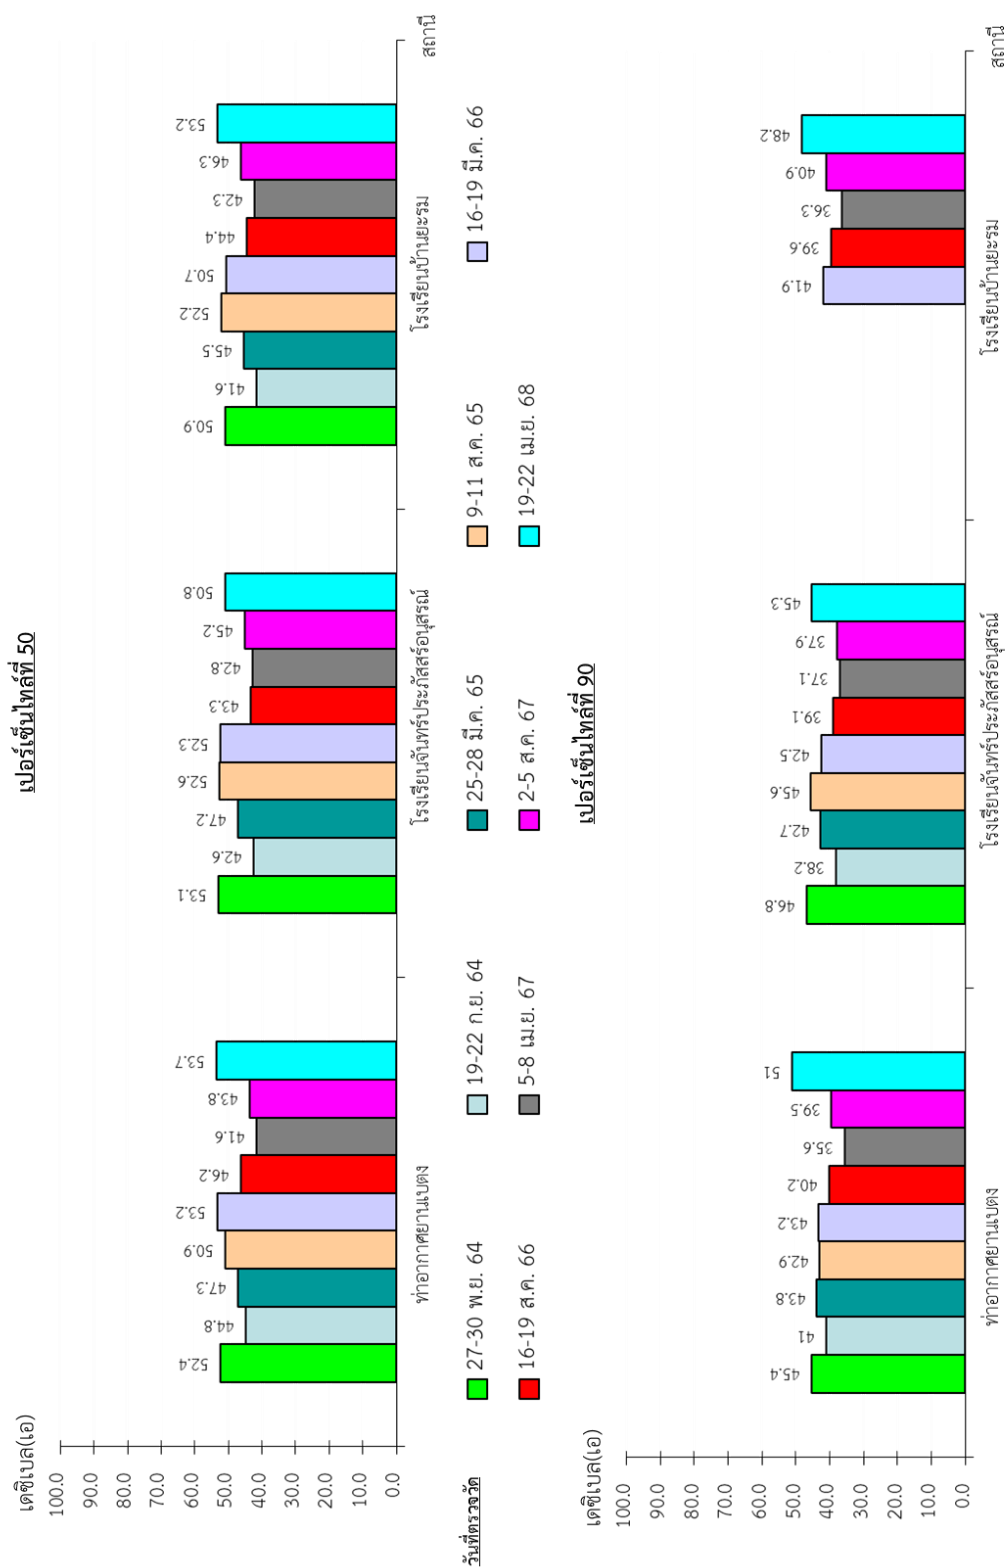 เปอร์เซ็นไทล์ที่ 50
เดซิเบล(เอ)
100.0
90.0
80.0
70.0
60.0
50.0
40.0
30.0
20.0
10.0
0.0
52.4 44.8 47.3 50.9 53.2 46.2 41.6 43.8 53.7
53.1 42.6 47.2 52.6 52.3 43.3 42.8 45.2 50.8
50.9 41.6 45.5 52.2 50.7 44.4 42.3 46.3 53.2
ท่าอากาศยานเบตง โรงเรียนจันทร์ประภัสสร์อนุสรณ์ โรงเรียนบ้านยะรม สถานี
วันที่ตรวจวัด
27-30 พ.ย. 64 19-22 ก.ย. 64 25-28 มี.ค. 65 9-11 ส.ค. 65 16-19 มี.ค. 66
16-19 ส.ค. 66 5-8 เม.ย. 67 2-5 ส.ค. 67 19-22 เม.ย. 68
เปอร์เซ็นไทล์ที่ 90
เดซิเบล(เอ)
100.0
90.0
80.0
70.0
60.0
50.0
40.0
30.0
20.0
10.0
0.0
45.4 41 43.8 42.9 43.2 40.2 35.6 39.5 51
46.8 38.2 42.7 45.6 42.5 39.1 37.1 37.9 45.3
41.9 39.6 36.3 40.9 48.2
ท่าอากาศยานเบตง โรงเรียนจันทร์ประภัสสร์อนุสรณ์ โรงเรียนบ้านยะรม สถานี